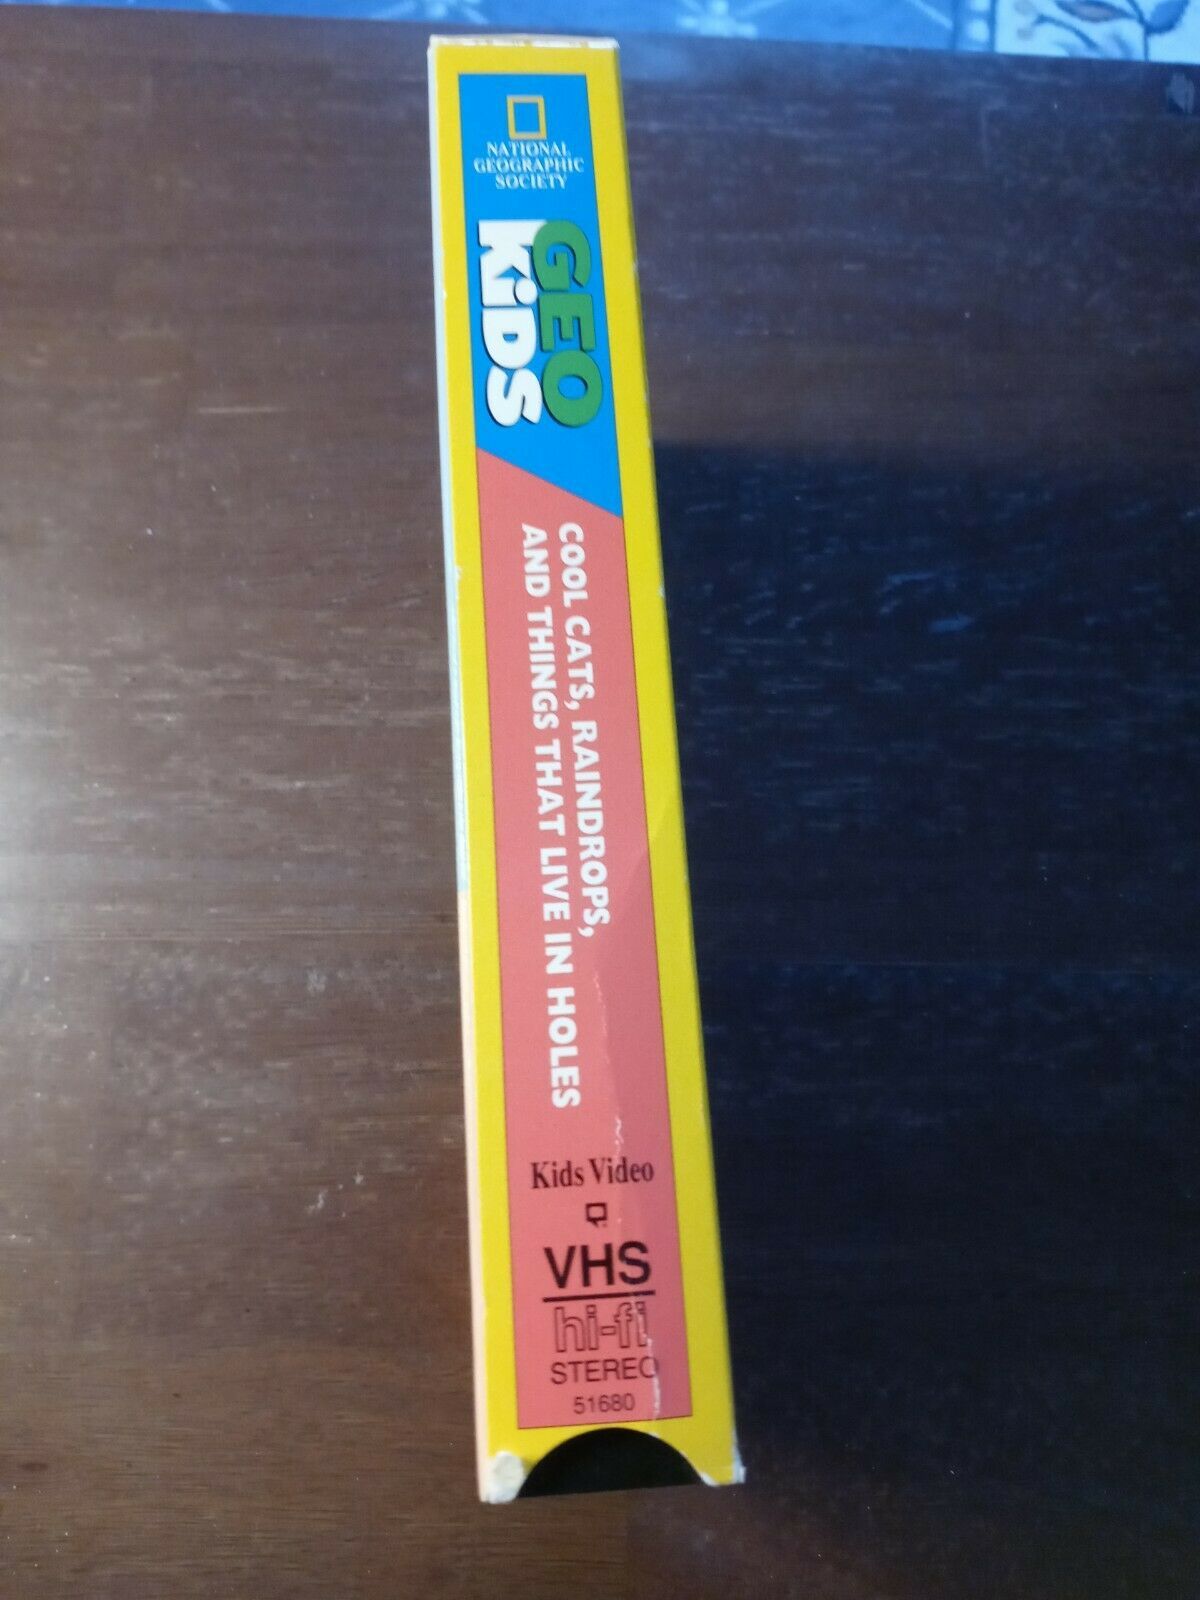 NATIONAL
GEOGRAPHIC
SOCIETY
GEO
KiDS
COOL CATS, RAINDROPS,
AND THINGS THAT LIVE IN HOLES
Kids Video
VHS
hi-fi
STEREO
51680